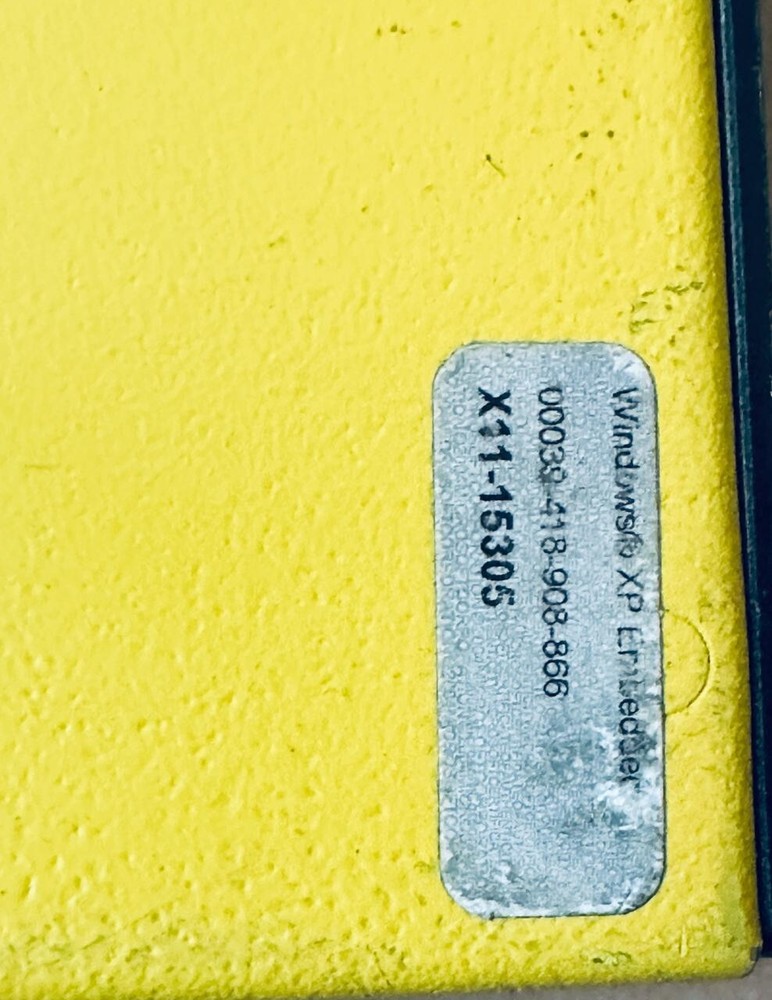 Windows® XP Embedded
00039-418-908-866
X11-15305